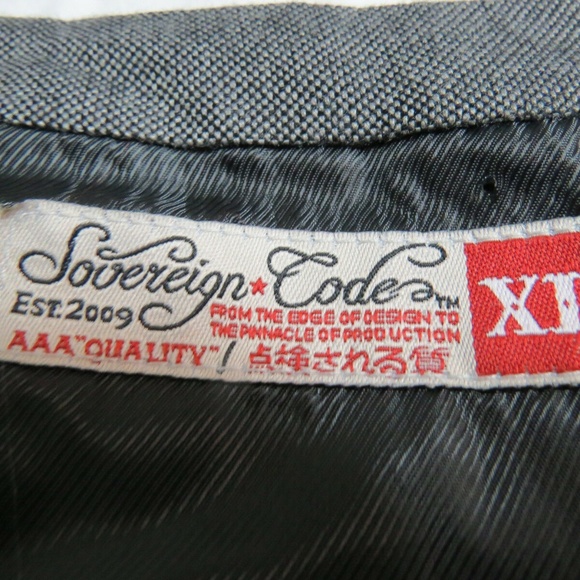 Sovereign★Code™
EST. 2009
FROM THE EDGE OF DESIGN TO
THE PINNACLE OF PRODUCTION
AAA "QUALITY" / 点検される質